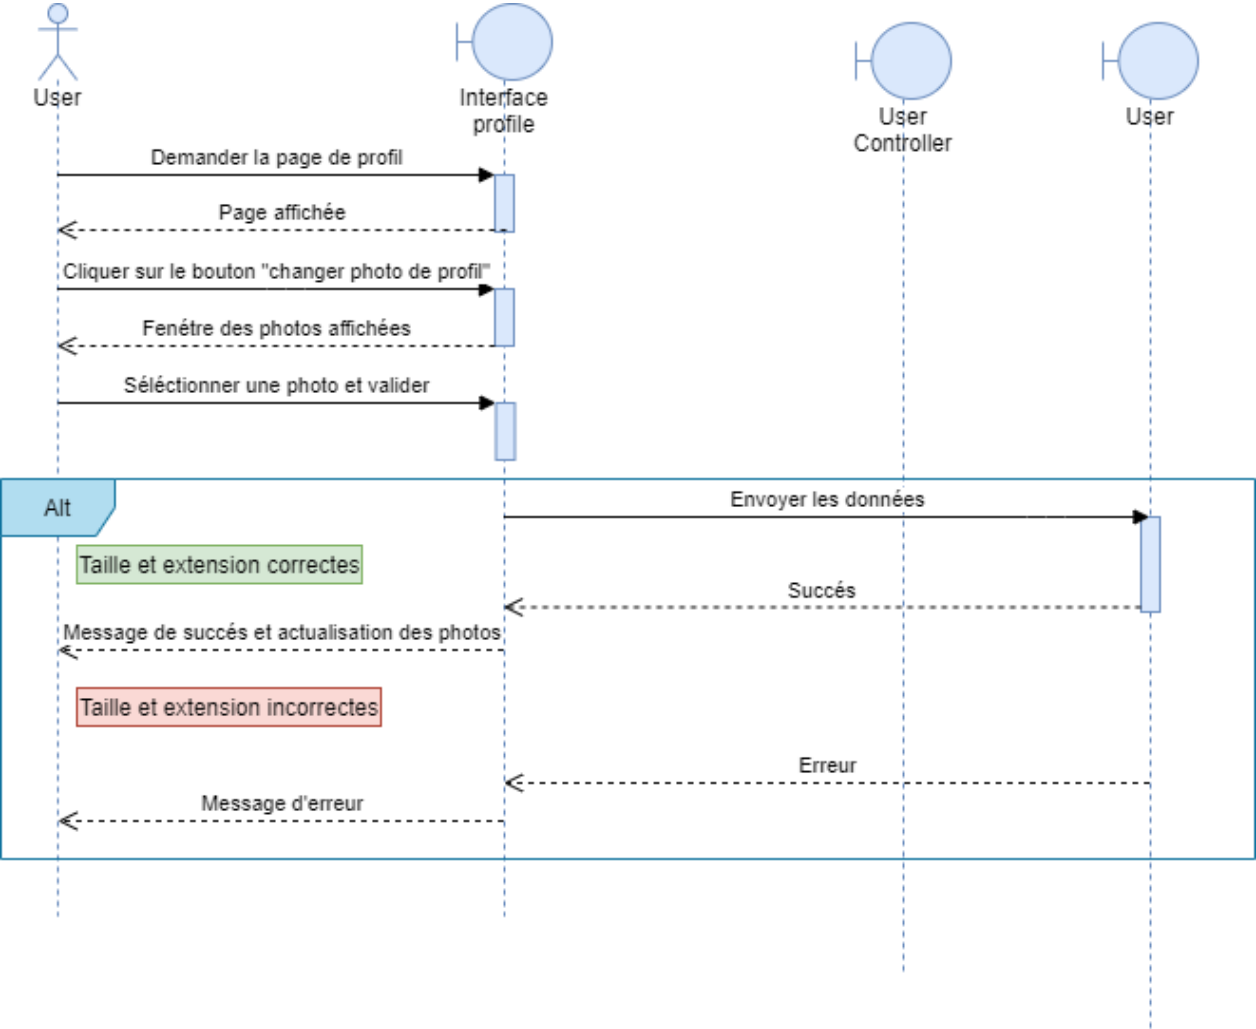 User
Interface
profile
User
Controller
User
Demander la page de profil
Page affichée
Cliquer sur le bouton "changer photo de profil"
Fenétre des photos affichées
Séléctionner une photo et valider
Alt
Envoyer les données
Taille et extension correctes
Succés
Message de succés et actualisation des photos
Taille et extension incorrectes
Erreur
Message d'erreur